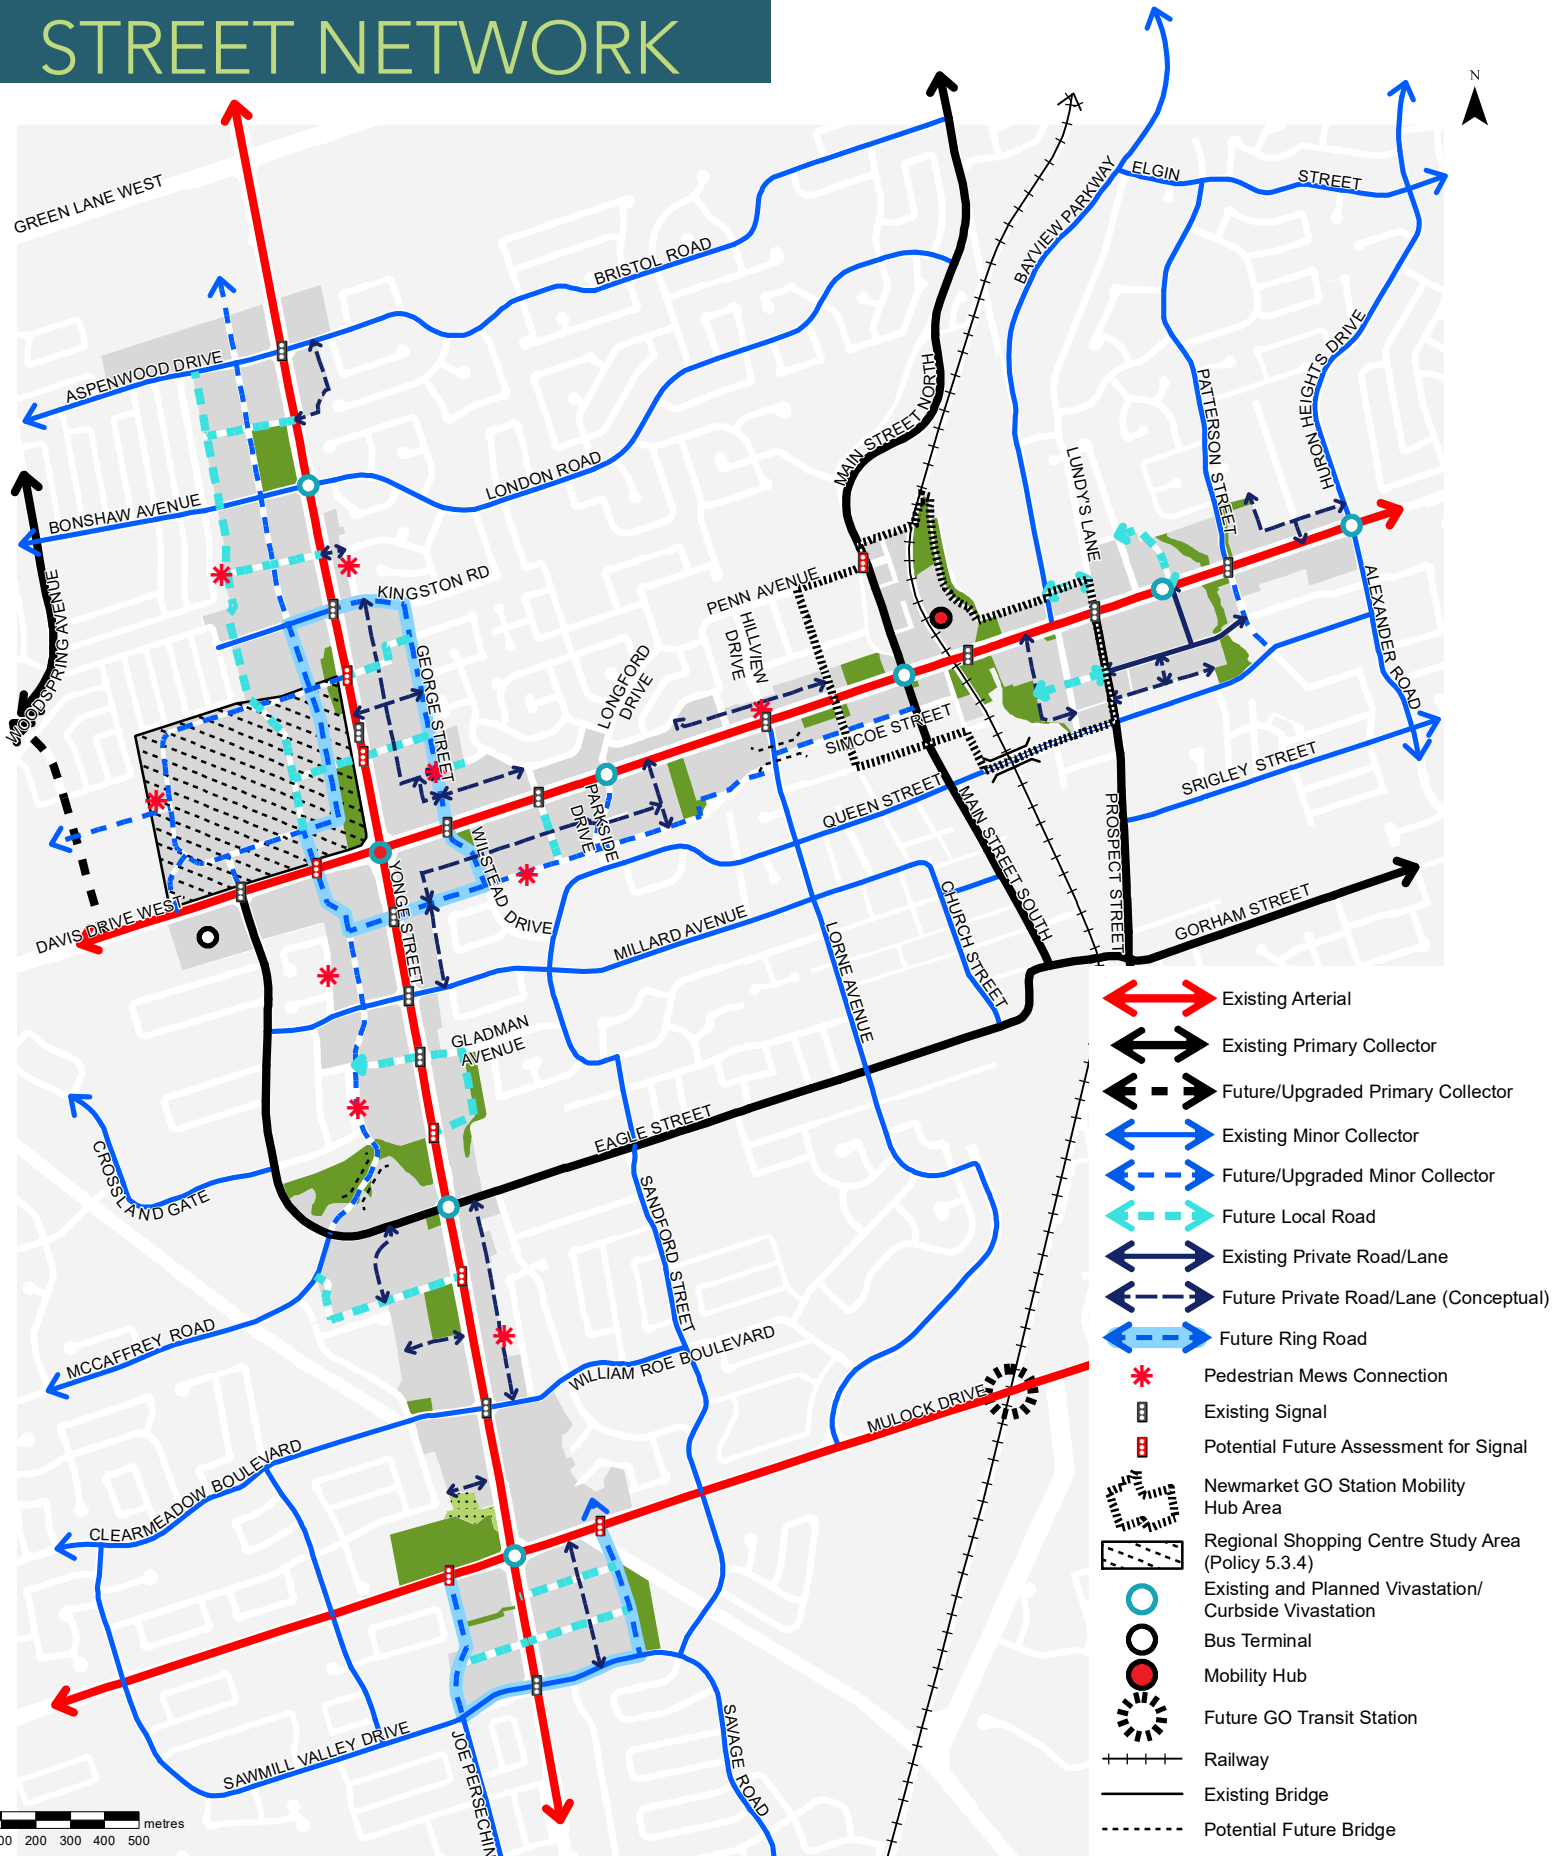 STREET NETWORK
N
GREEN LANE WEST
ELGIN STREET
BAYVIEW PARKWAY
BRISTOL ROAD
ASPENWOOD DRIVE
HURON HEIGHTS DRIVE
MAIN STREET NORTH
PATTERSON STREET
LONDON ROAD
BONSHAW AVENUE
LUNDY'S LANE
WOODSPRING AVENUE
KINGSTON RD
PENN AVENUE
HILLVIEW
DRIVE
ALEXANDER ROAD
GEORGE STREET
LONGFORD
DRIVE
SIMCOE STREET
SRIGLEY STREET
QUEEN STREET
PARKSIDE
DRIVE
MAIN STREET SOUTH
PROSPECT STREET
WILSTEAD DRIVE
YONGE STREET
DAVIS DRIVE WEST
MILLARD AVENUE
CHURCH STREET
GORHAM STREET
LORNE AVENUE
GLADMAN
AVENUE
EAGLE STREET
CROSSLAND GATE
SANDFORD STREET
MCCAFFREY ROAD
WILLIAM ROE BOULEVARD
MULOCK DRIVE
CLEARMEADOW BOULEVARD
SAWMILL VALLEY DRIVE
JOE PERSECHIN
SAVAGE ROAD
Existing Arterial
Existing Primary Collector
Future/Upgraded Primary Collector
Existing Minor Collector
Future/Upgraded Minor Collector
Future Local Road
Existing Private Road/Lane
Future Private Road/Lane (Conceptual)
Future Ring Road
Pedestrian Mews Connection
Existing Signal
Potential Future Assessment for Signal
Newmarket GO Station Mobility
Hub Area
Regional Shopping Centre Study Area
(Policy 5.3.4)
Existing and Planned Vivastation/
Curbside Vivastation
Bus Terminal
Mobility Hub
Future GO Transit Station
Railway
Existing Bridge
Potential Future Bridge
metres
00 200 300 400 500